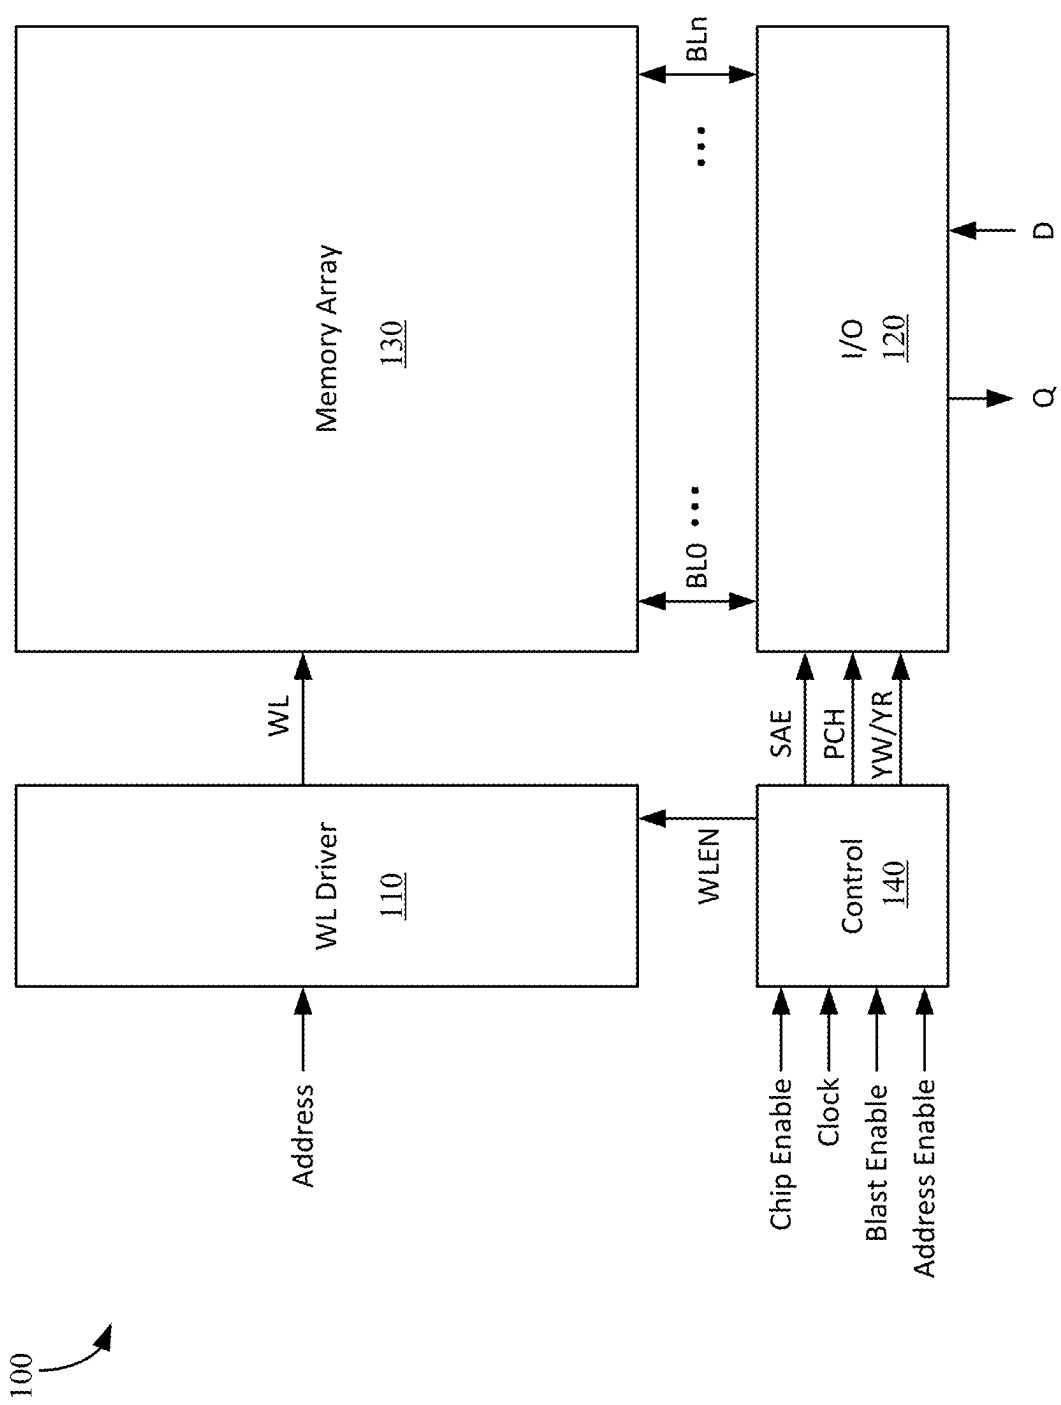 100
Address
WL Driver
110
WL
Memory Array
130
WLEN
BL0
...
...
BLn
Chip Enable
Clock
Blast Enable
Address Enable
Control
140
SAE
PCH
YW/YR
I/O
120
Q
D